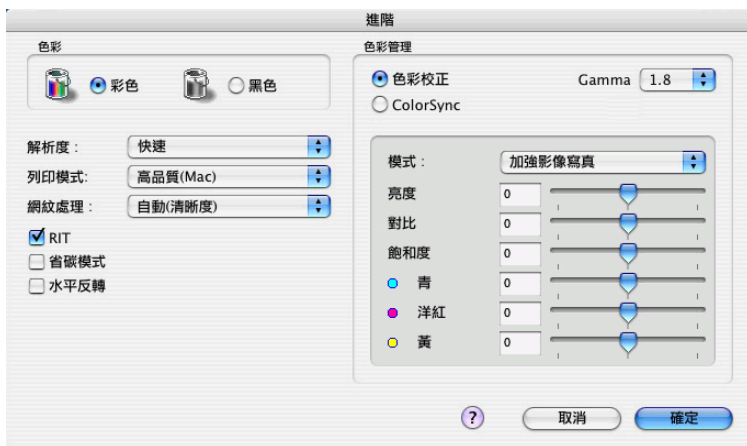 進階
色彩
彩色
黑色
解析度：
快速
列印模式:
高品質(Mac)
網紋處理：
自動(清晰度)
RIT
省碳模式
水平反轉
色彩管理
色彩校正
Gamma
1.8
ColorSync
模式：
加強影像寫真
亮度
0
對比
0
飽和度
0
青
0
洋紅
0
黃
0
?
取消
確定